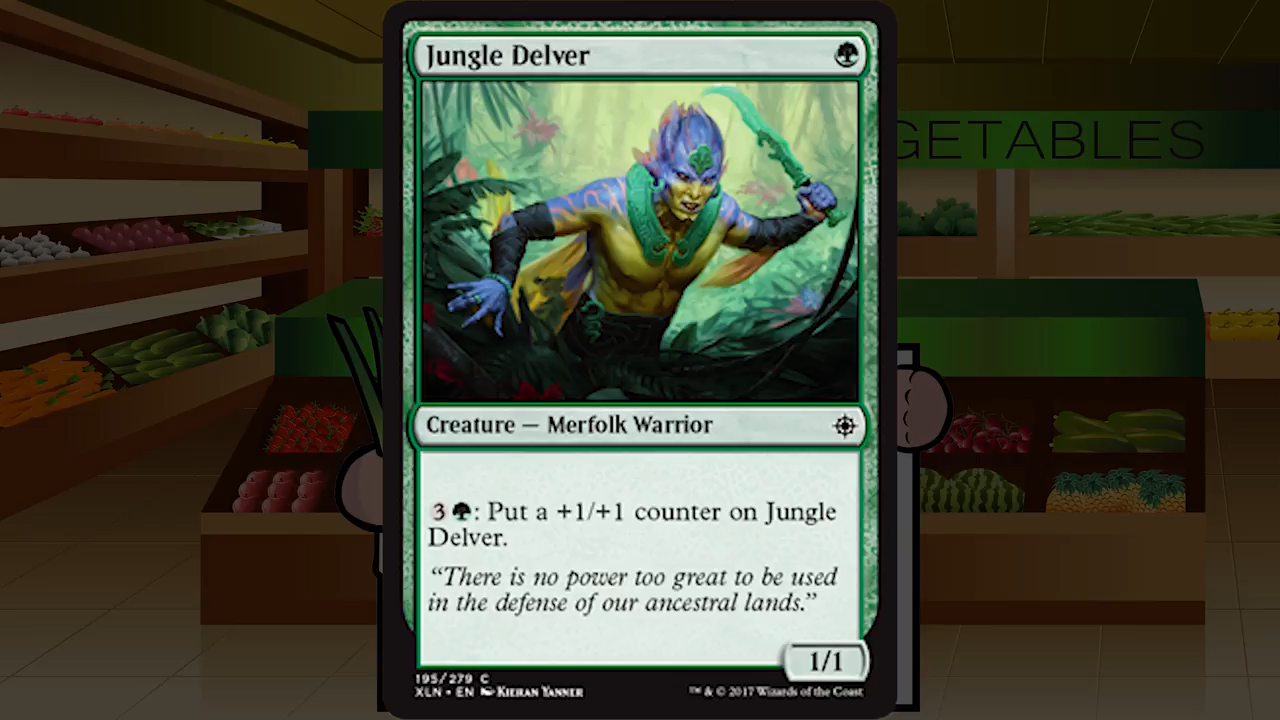 Jungle Delver
GETABLES
Creature — Merfolk Warrior
3 : Put a +1/+1 counter on Jungle
Delver.
“There is no power too great to be used
in the defense of our ancestral lands.”
1/1
195/279 C
XLN • EN Kieran Yanner
™ & © 2017 Wizards of the Coast